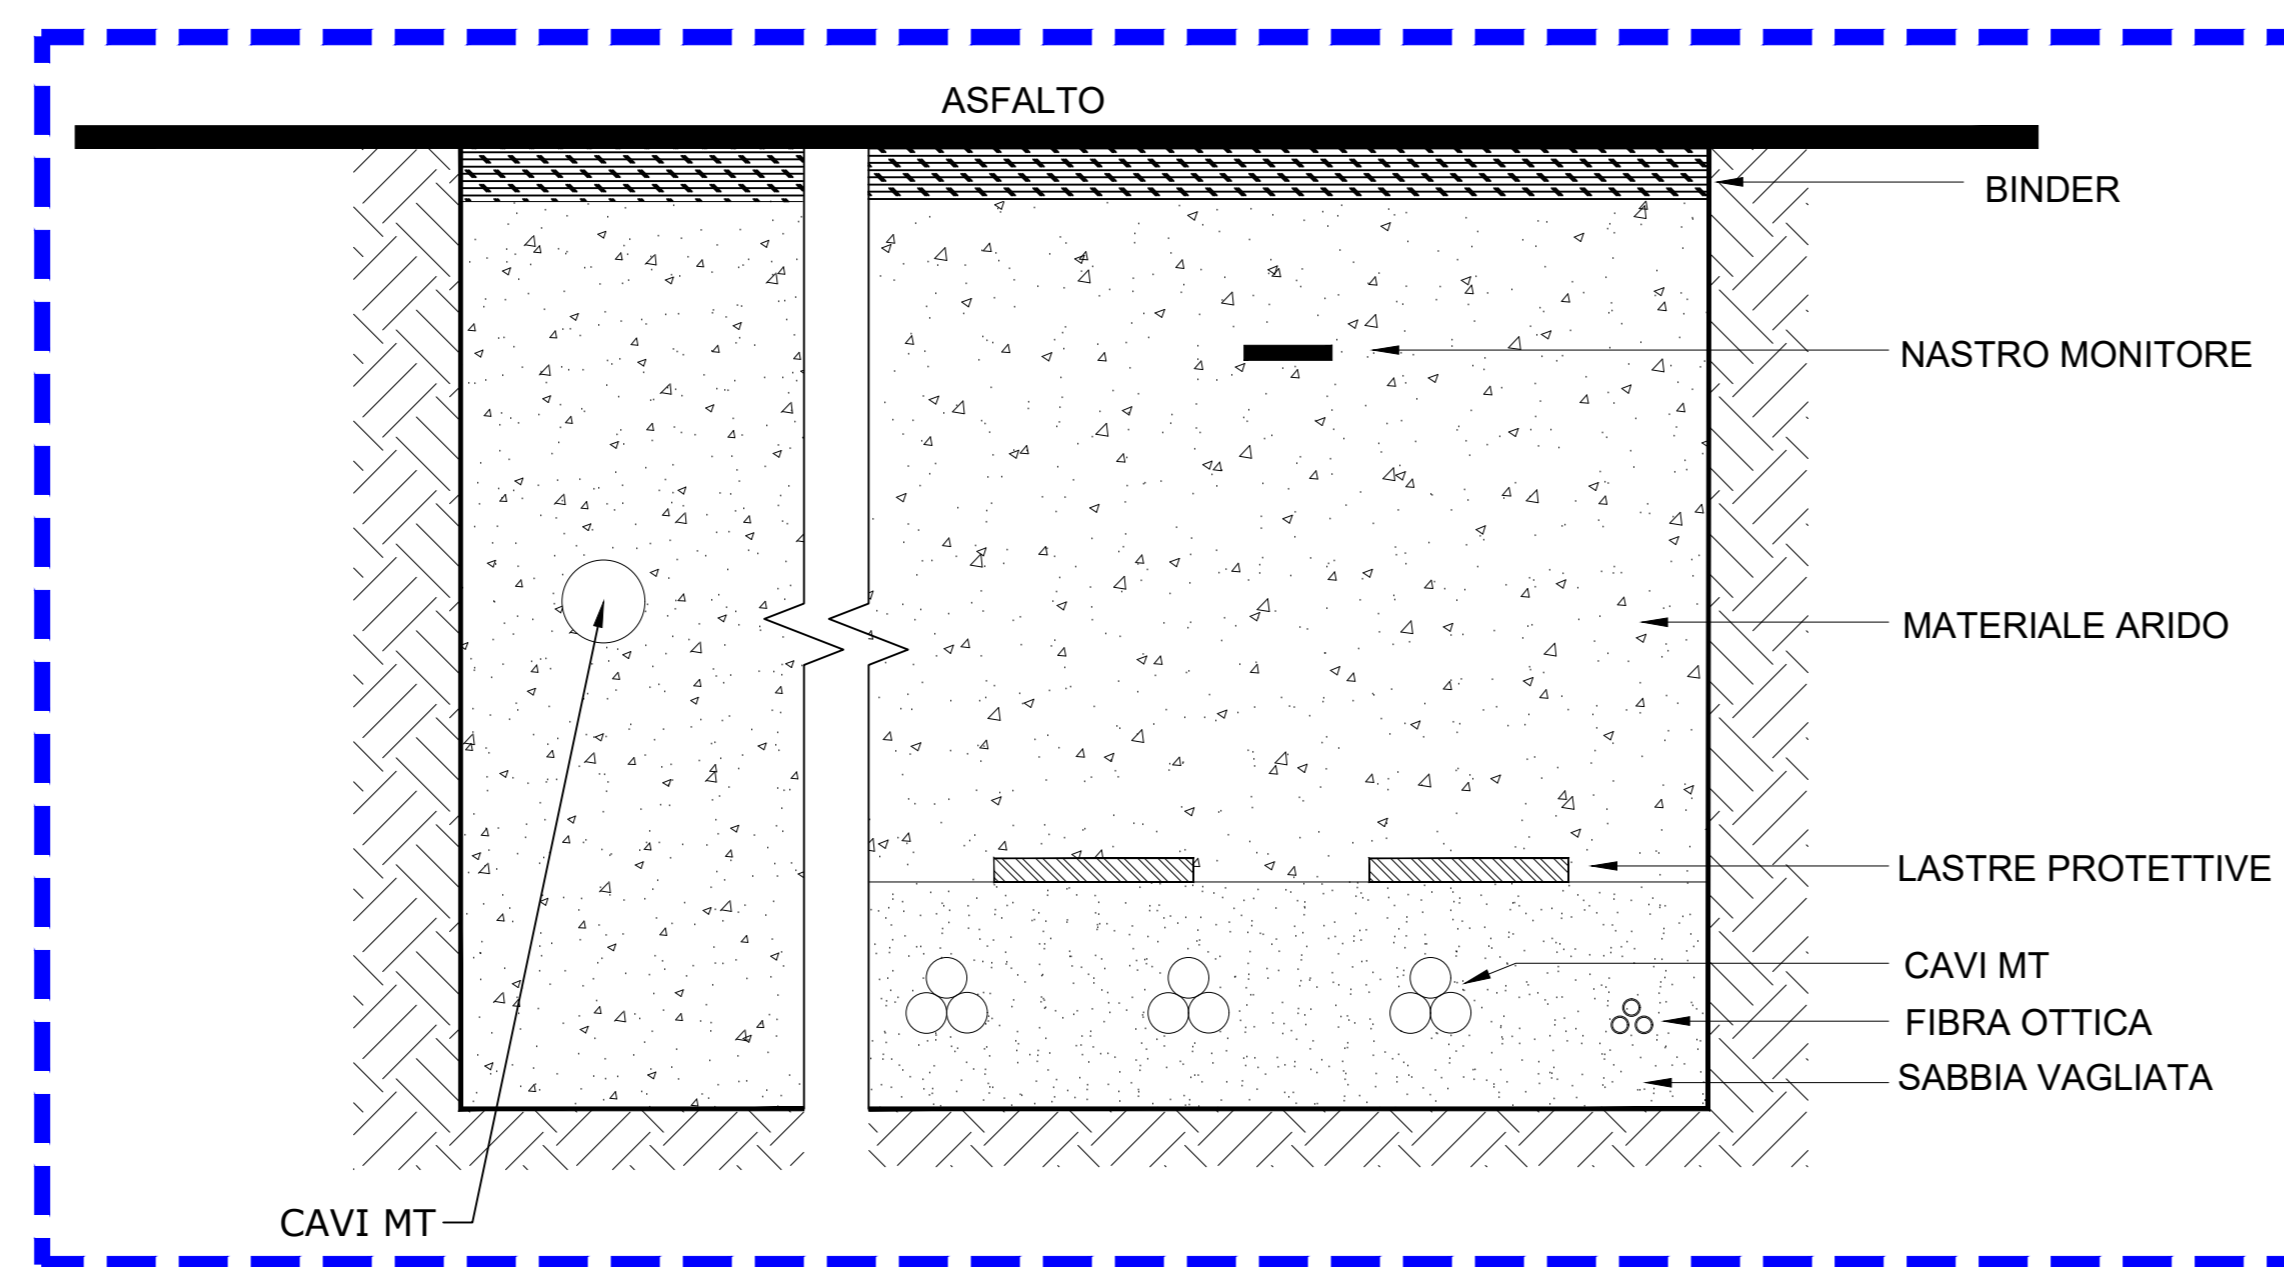 ASFALTO
BINDER
NASTRO MONITORE
MATERIALE ARIDO
LASTRE PROTETTIVE
CAVI MT
FIBRA OTTICA
SABBIA VAGLIATA
CAVI MT